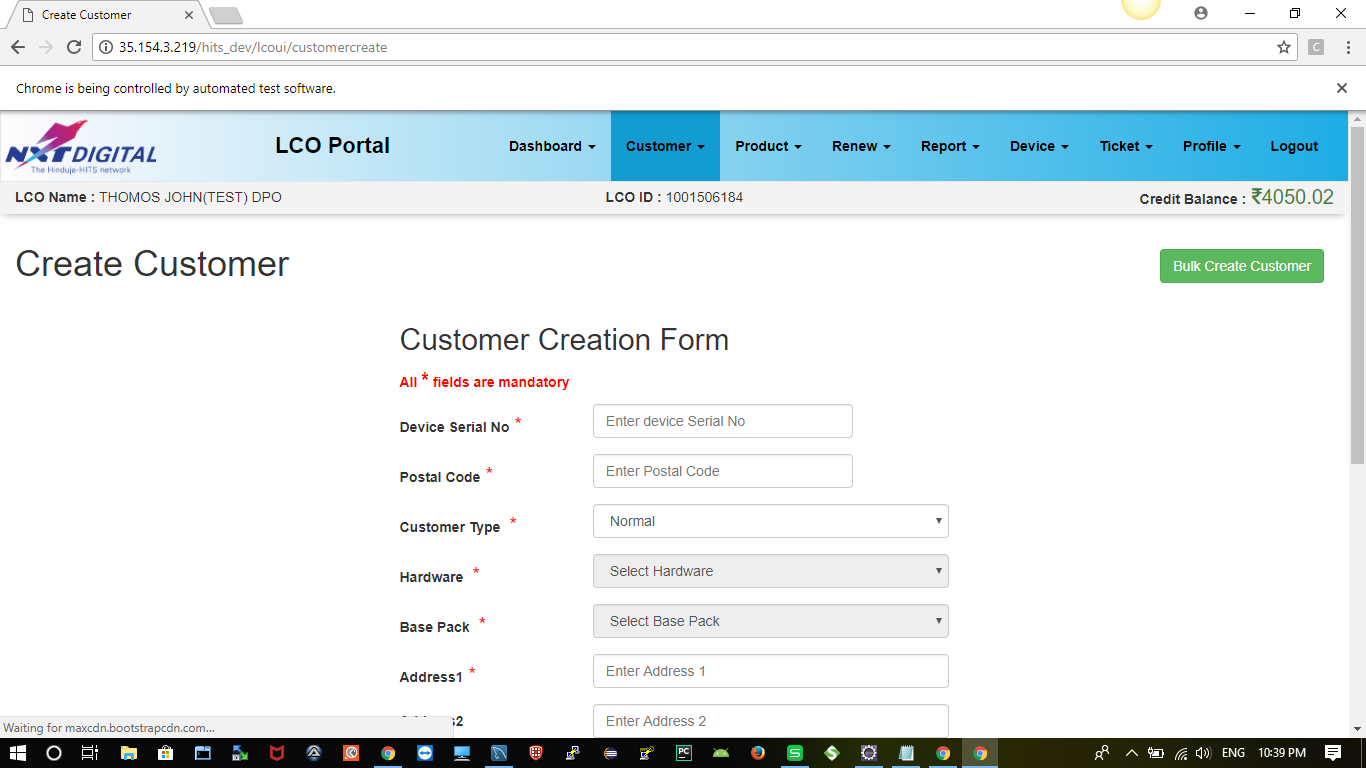 Create Customer
35.154.3.219/hits_dev/lcoui/customercreate
C
Chrome is being controlled by automated test software.
NXTDIGITAL
The Hinduja-HITS network
LCO Portal
Dashboard
Customer
Product
Renew
Report
Device
Ticket
Profile
Logout
LCO Name : THOMOS JOHN(TEST) DPO
LCO ID : 1001506184
Credit Balance : ₹4050.02
Create Customer
Bulk Create Customer
Customer Creation Form
All * fields are mandatory
Device Serial No *
Enter device Serial No
Postal Code *
Enter Postal Code
Customer Type *
Normal
Hardware *
Select Hardware
Base Pack *
Select Base Pack
Address1 *
Enter Address 1
Enter Address 2
Waiting for maxcdn.bootstrapcdn.com...
PC
ENG
10:39 PM